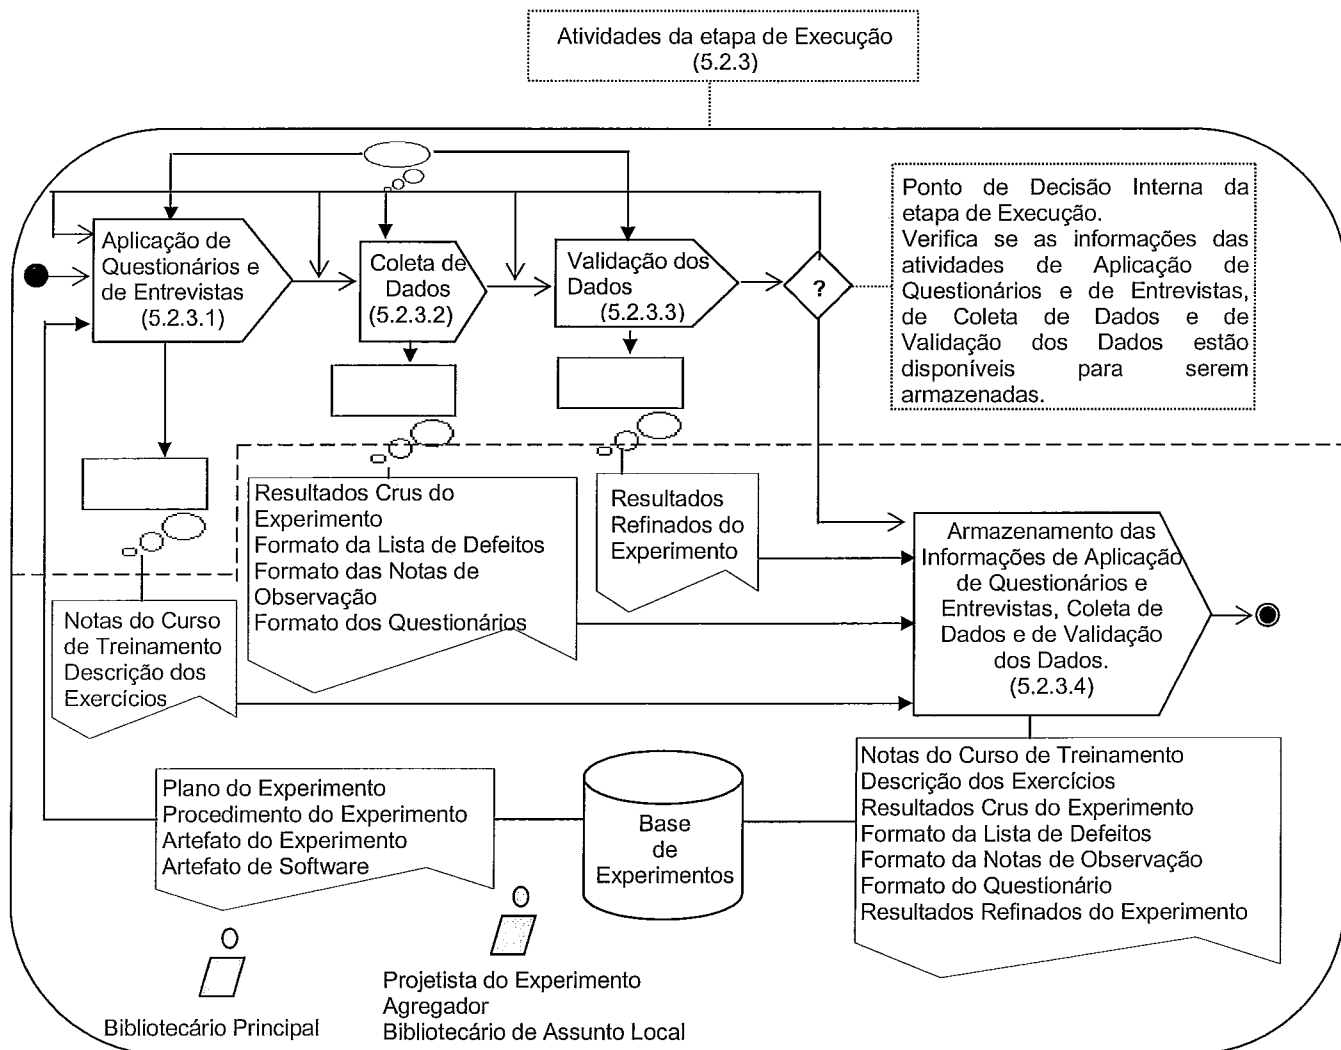 Atividades da etapa de Execução
(5.2.3)
Ponto de Decisão Interna da
etapa de Execução.
Verifica se as informações das
atividades de Aplicação de
Questionários e de Entrevistas,
de Coleta de Dados e de
Validação dos Dados estão
disponíveis para serem
armazenadas.
Aplicação de
Questionários e
de Entrevistas
(5.2.3.1)
Coleta de
Dados
(5.2.3.2)
Validação dos
Dados
(5.2.3.3)
?
Resultados Crus do
Experimento
Formato da Lista de Defeitos
Formato das Notas de
Observação
Formato dos Questionários
Resultados
Refinados do
Experimento
Armazenamento das
Informações de Aplicação
de Questionários e
Entrevistas, Coleta de
Dados e de Validação
dos Dados.
(5.2.3.4)
Notas do Curso
de Treinamento
Descrição dos
Exercícios
Plano do Experimento
Procedimento do Experimento
Artefato do Experimento
Artefato de Software
Base
de
Experimentos
Notas do Curso de Treinamento
Descrição dos Exercícios
Resultados Crus do Experimento
Formato da Lista de Defeitos
Formato da Notas de Observação
Formato do Questionário
Resultados Refinados do Experimento
Bibliotecário Principal
Projetista do Experimento
Agregador
Bibliotecário de Assunto Local